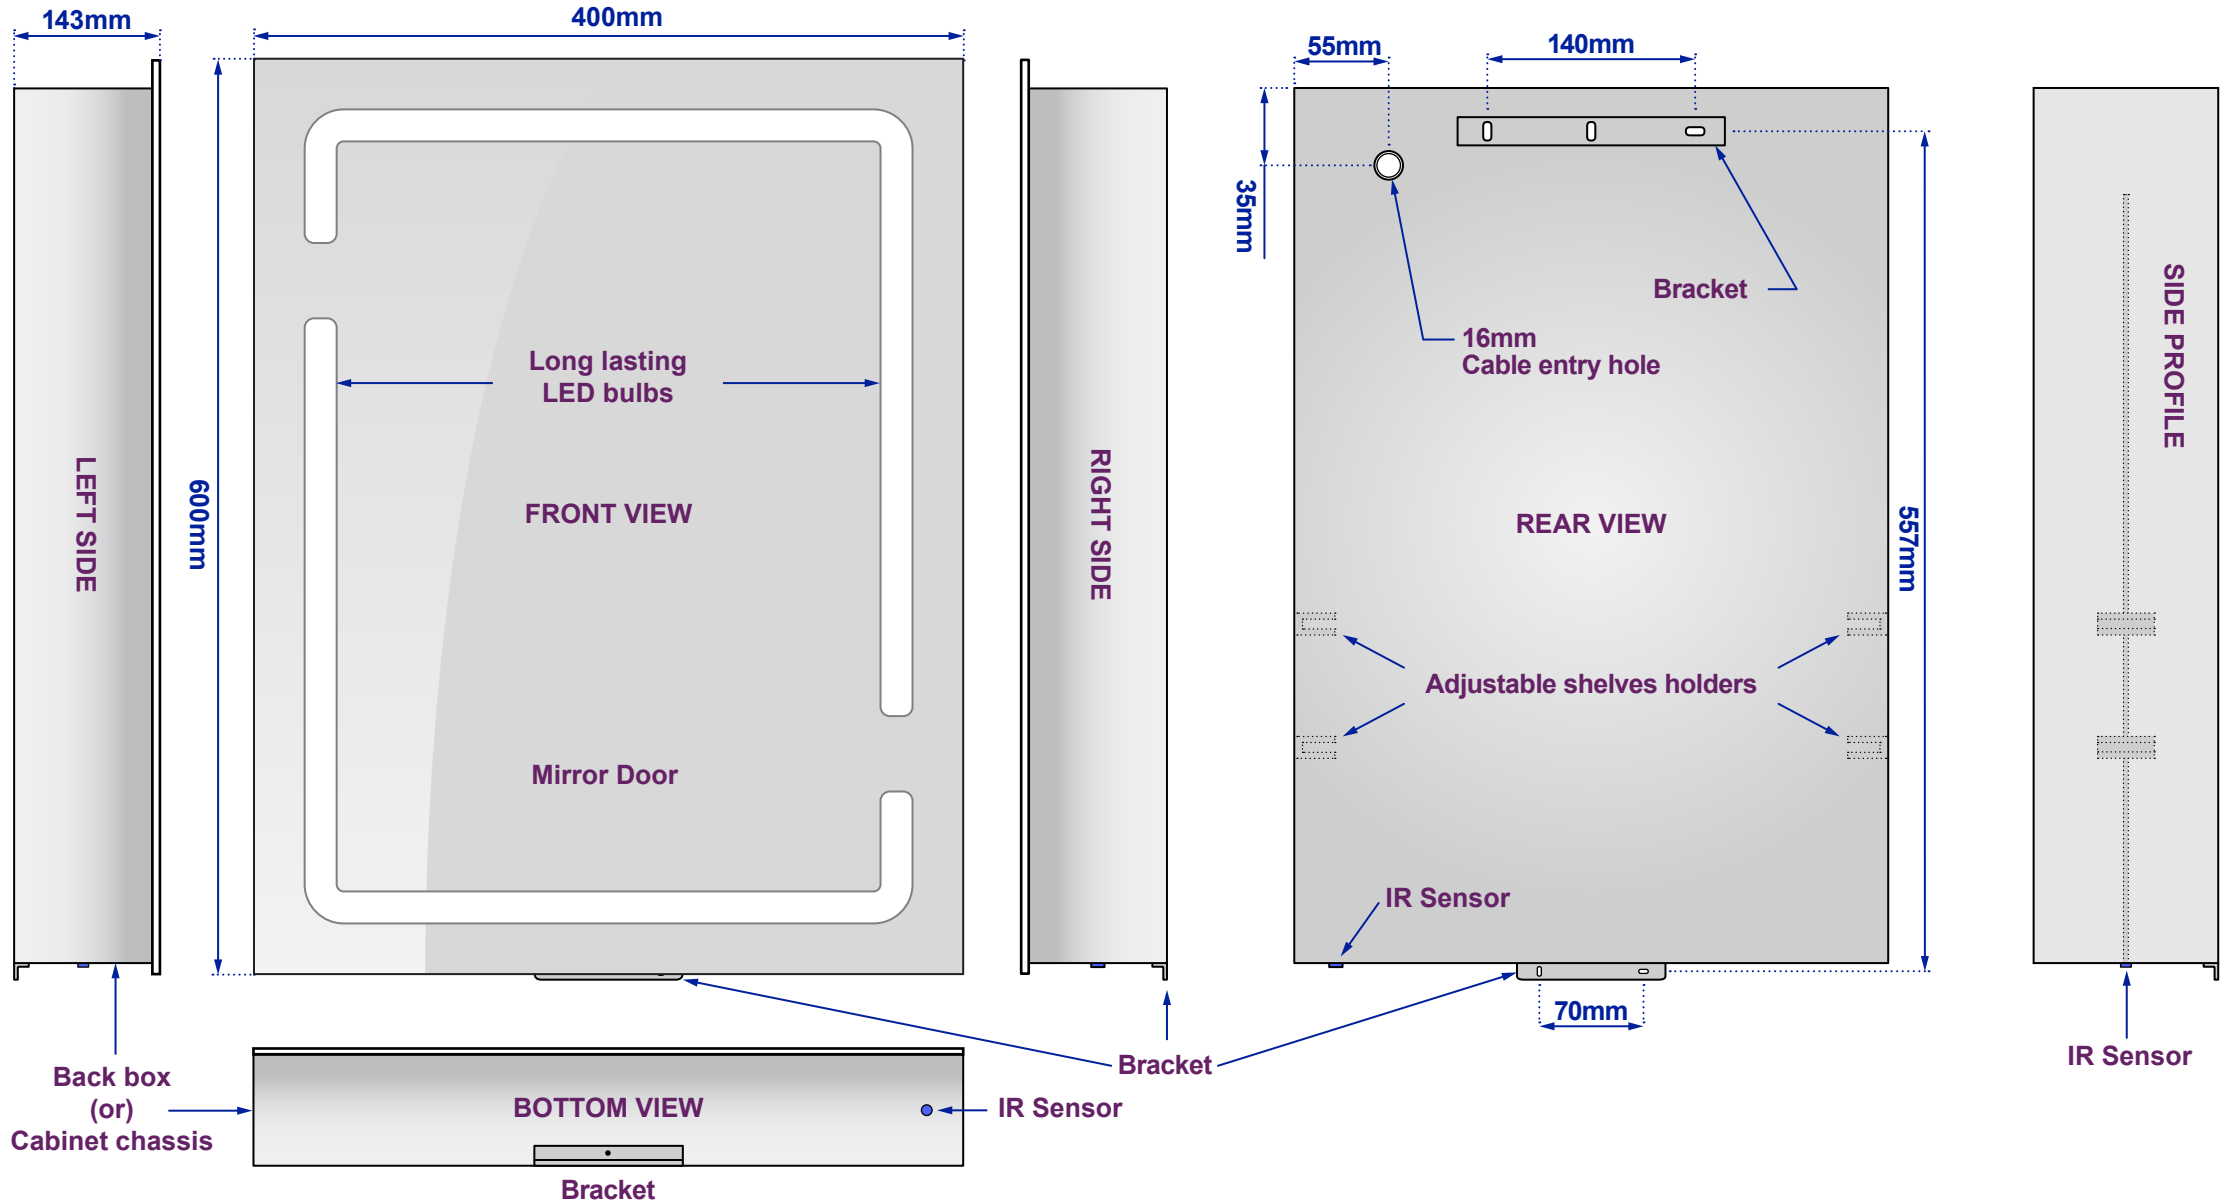 143mm
400mm
55mm
140mm
35mm
Bracket
16mm
Cable entry hole
SIDE PROFILE
Long lasting
LED bulbs
LEFT SIDE
600mm
FRONT VIEW
RIGHT SIDE
REAR VIEW
557mm
Adjustable shelves holders
Mirror Door
IR Sensor
70mm
Bracket
IR Sensor
Back box
(or)
Cabinet chassis
BOTTOM VIEW
IR Sensor
Bracket